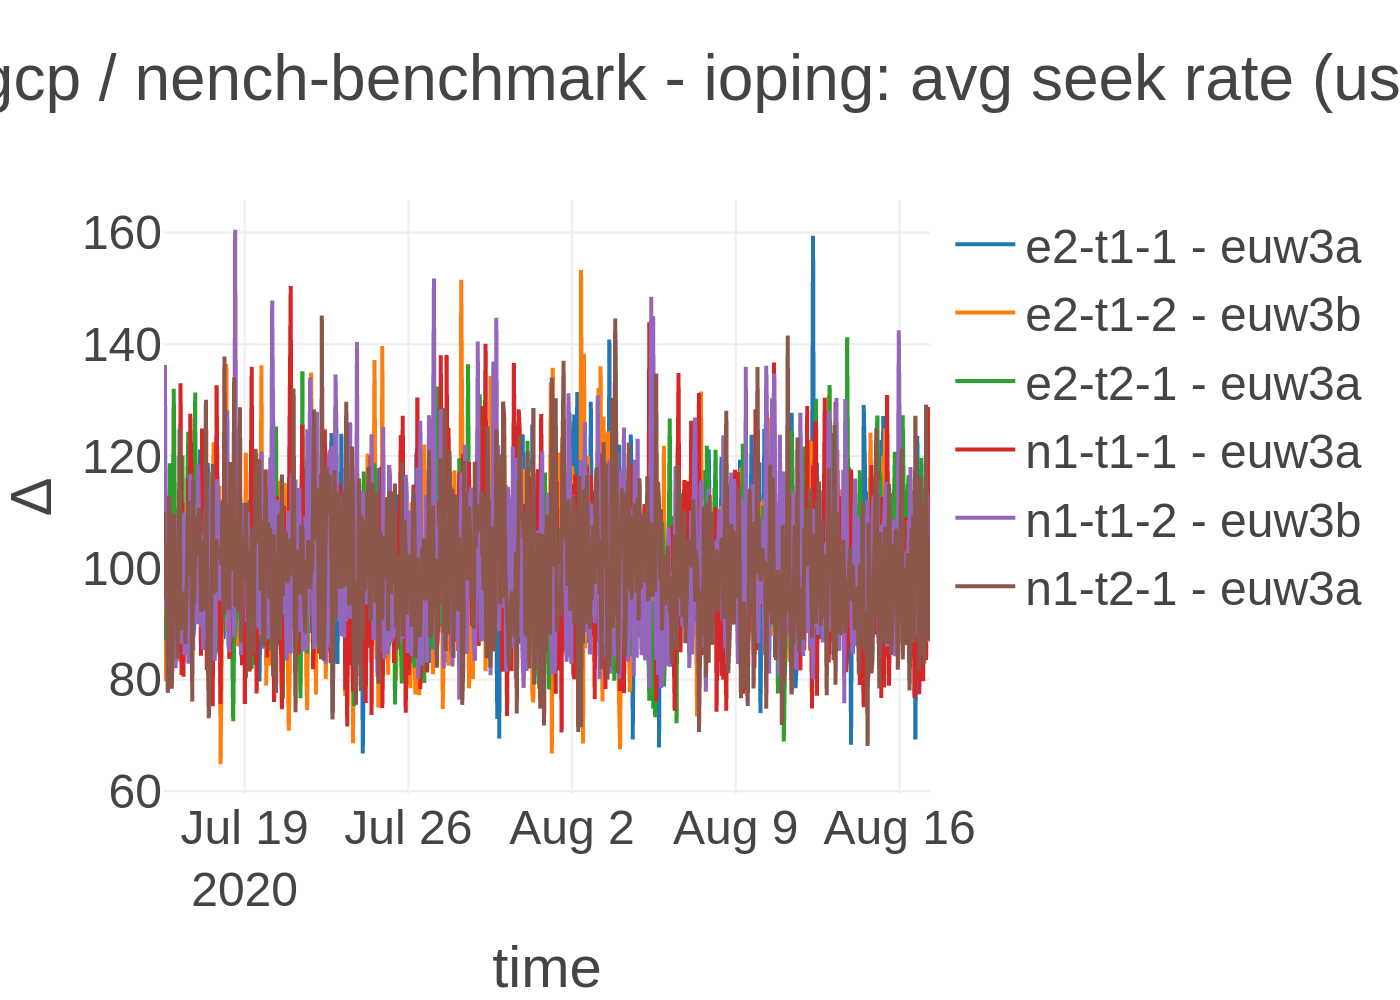 gcp / nench-benchmark - ioping: avg seek rate (us
160
140
120
100
80
60
Δ
Jul 19
2020
Jul 26
Aug 2
Aug 9
Aug 16
time
e2-t1-1 - euw3a
e2-t1-2 - euw3b
e2-t2-1 - euw3a
n1-t1-1 - euw3a
n1-t1-2 - euw3b
n1-t2-1 - euw3a